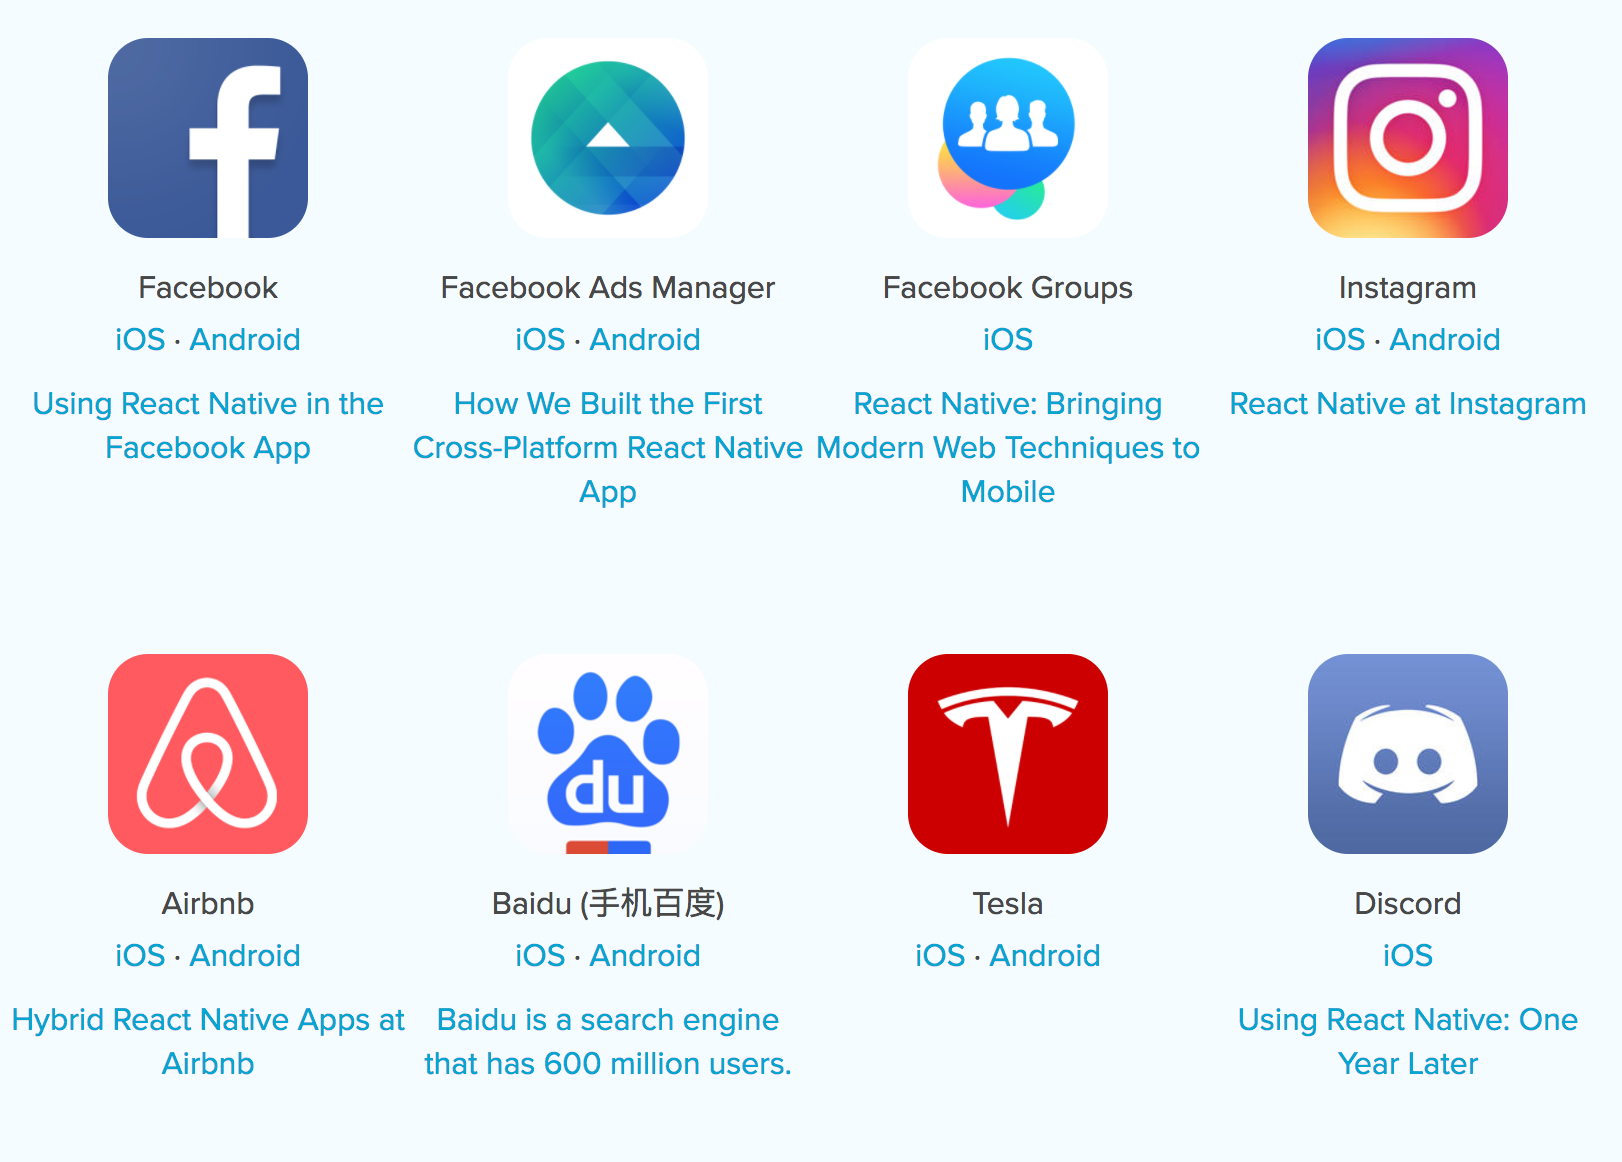 Facebook
iOS · Android
Using React Native in the
Facebook App
Facebook Ads Manager
iOS · Android
How We Built the First
Cross-Platform React Native
App
Facebook Groups
iOS
React Native: Bringing
Modern Web Techniques to
Mobile
Instagram
iOS · Android
React Native at Instagram
Airbnb
iOS · Android
Hybrid React Native Apps at
Airbnb
du
Baidu (手机百度)
iOS · Android
Baidu is a search engine
that has 600 million users.
Tesla
iOS · Android
Discord
iOS
Using React Native: One
Year Later